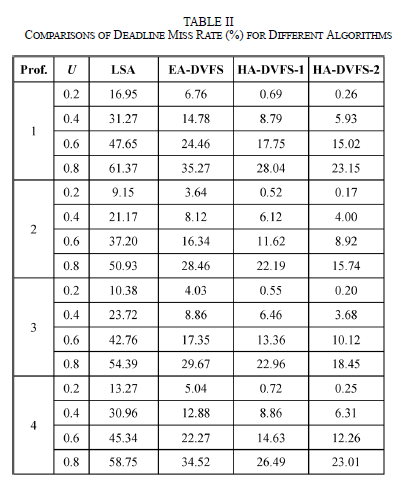 TABLE II
COMPARISONS OF DEADLINE MISS RATE (%) FOR DIFFERENT ALGORITHMS
Prof. U LSA EA-DVFS HA-DVFS-1 HA-DVFS-2
1
0.2 16.95 6.76 0.69 0.26
0.4 31.27 14.78 8.79 5.93
0.6 47.65 24.46 17.75 15.02
0.8 61.37 35.27 28.04 23.15
2
0.2 9.15 3.64 0.52 0.17
0.4 21.17 8.12 6.12 4.00
0.6 37.20 16.34 11.62 8.92
0.8 50.93 28.46 22.19 15.74
3
0.2 10.38 4.03 0.55 0.20
0.4 23.72 8.86 6.46 3.68
0.6 42.76 17.35 13.36 10.12
0.8 54.39 29.67 22.96 18.45
4
0.2 13.27 5.04 0.72 0.25
0.4 30.96 12.88 8.86 6.31
0.6 45.34 22.27 14.63 12.26
0.8 58.75 34.52 26.49 23.01